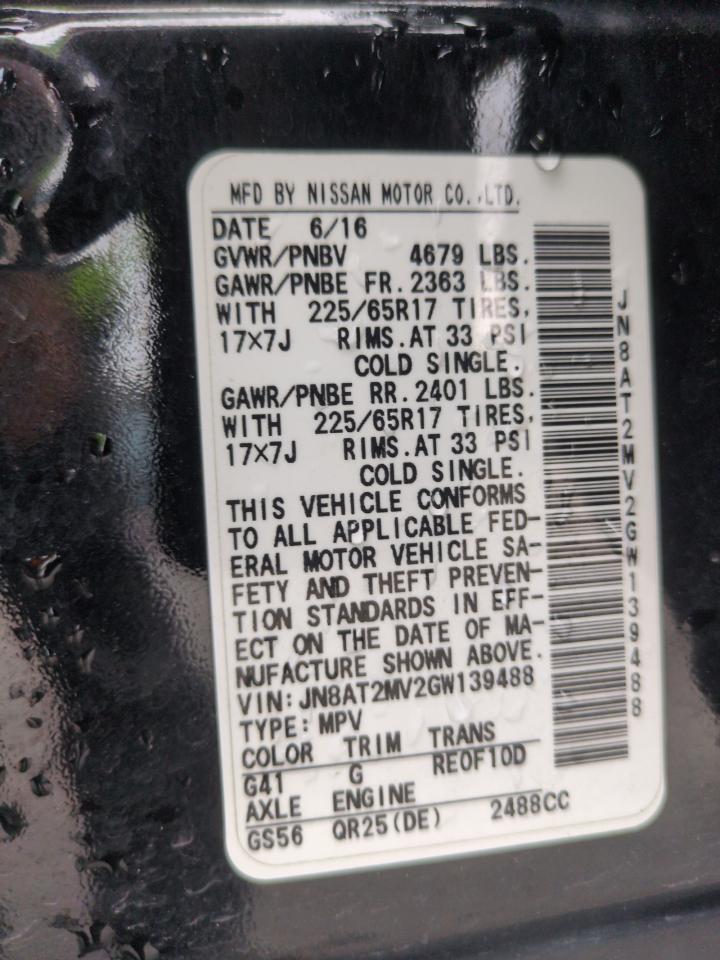 MFD BY NISSAN MOTOR CO.,LTD.
DATE 6/16
GVWR/PNBV 4679 LBS.
GAWR/PNBE FR.2363 LBS.
WITH 225/65R17 TIRES,
17×7J RIMS.AT 33 PSI
COLD SINGLE.
GAWR/PNBE RR.2401 LBS.
WITH 225/65R17 TIRES,
17×7J RIMS.AT 33 PSI
COLD SINGLE.
THIS VEHICLE CONFORMS
TO ALL APPLICABLE FED-
ERAL MOTOR VEHICLE SA-
FETY AND THEFT PREVEN-
TION STANDARDS IN EFF-
ECT ON THE DATE OF MA-
NUFACTURE SHOWN ABOVE.
VIN:JN8AT2MV2GW139488
TYPE:MPV
COLOR TRIM TRANS
G41 G RE0F10D
AXLE ENGINE
GS56 QR25(DE) 2488CC
JN8AT2MV2GW139488